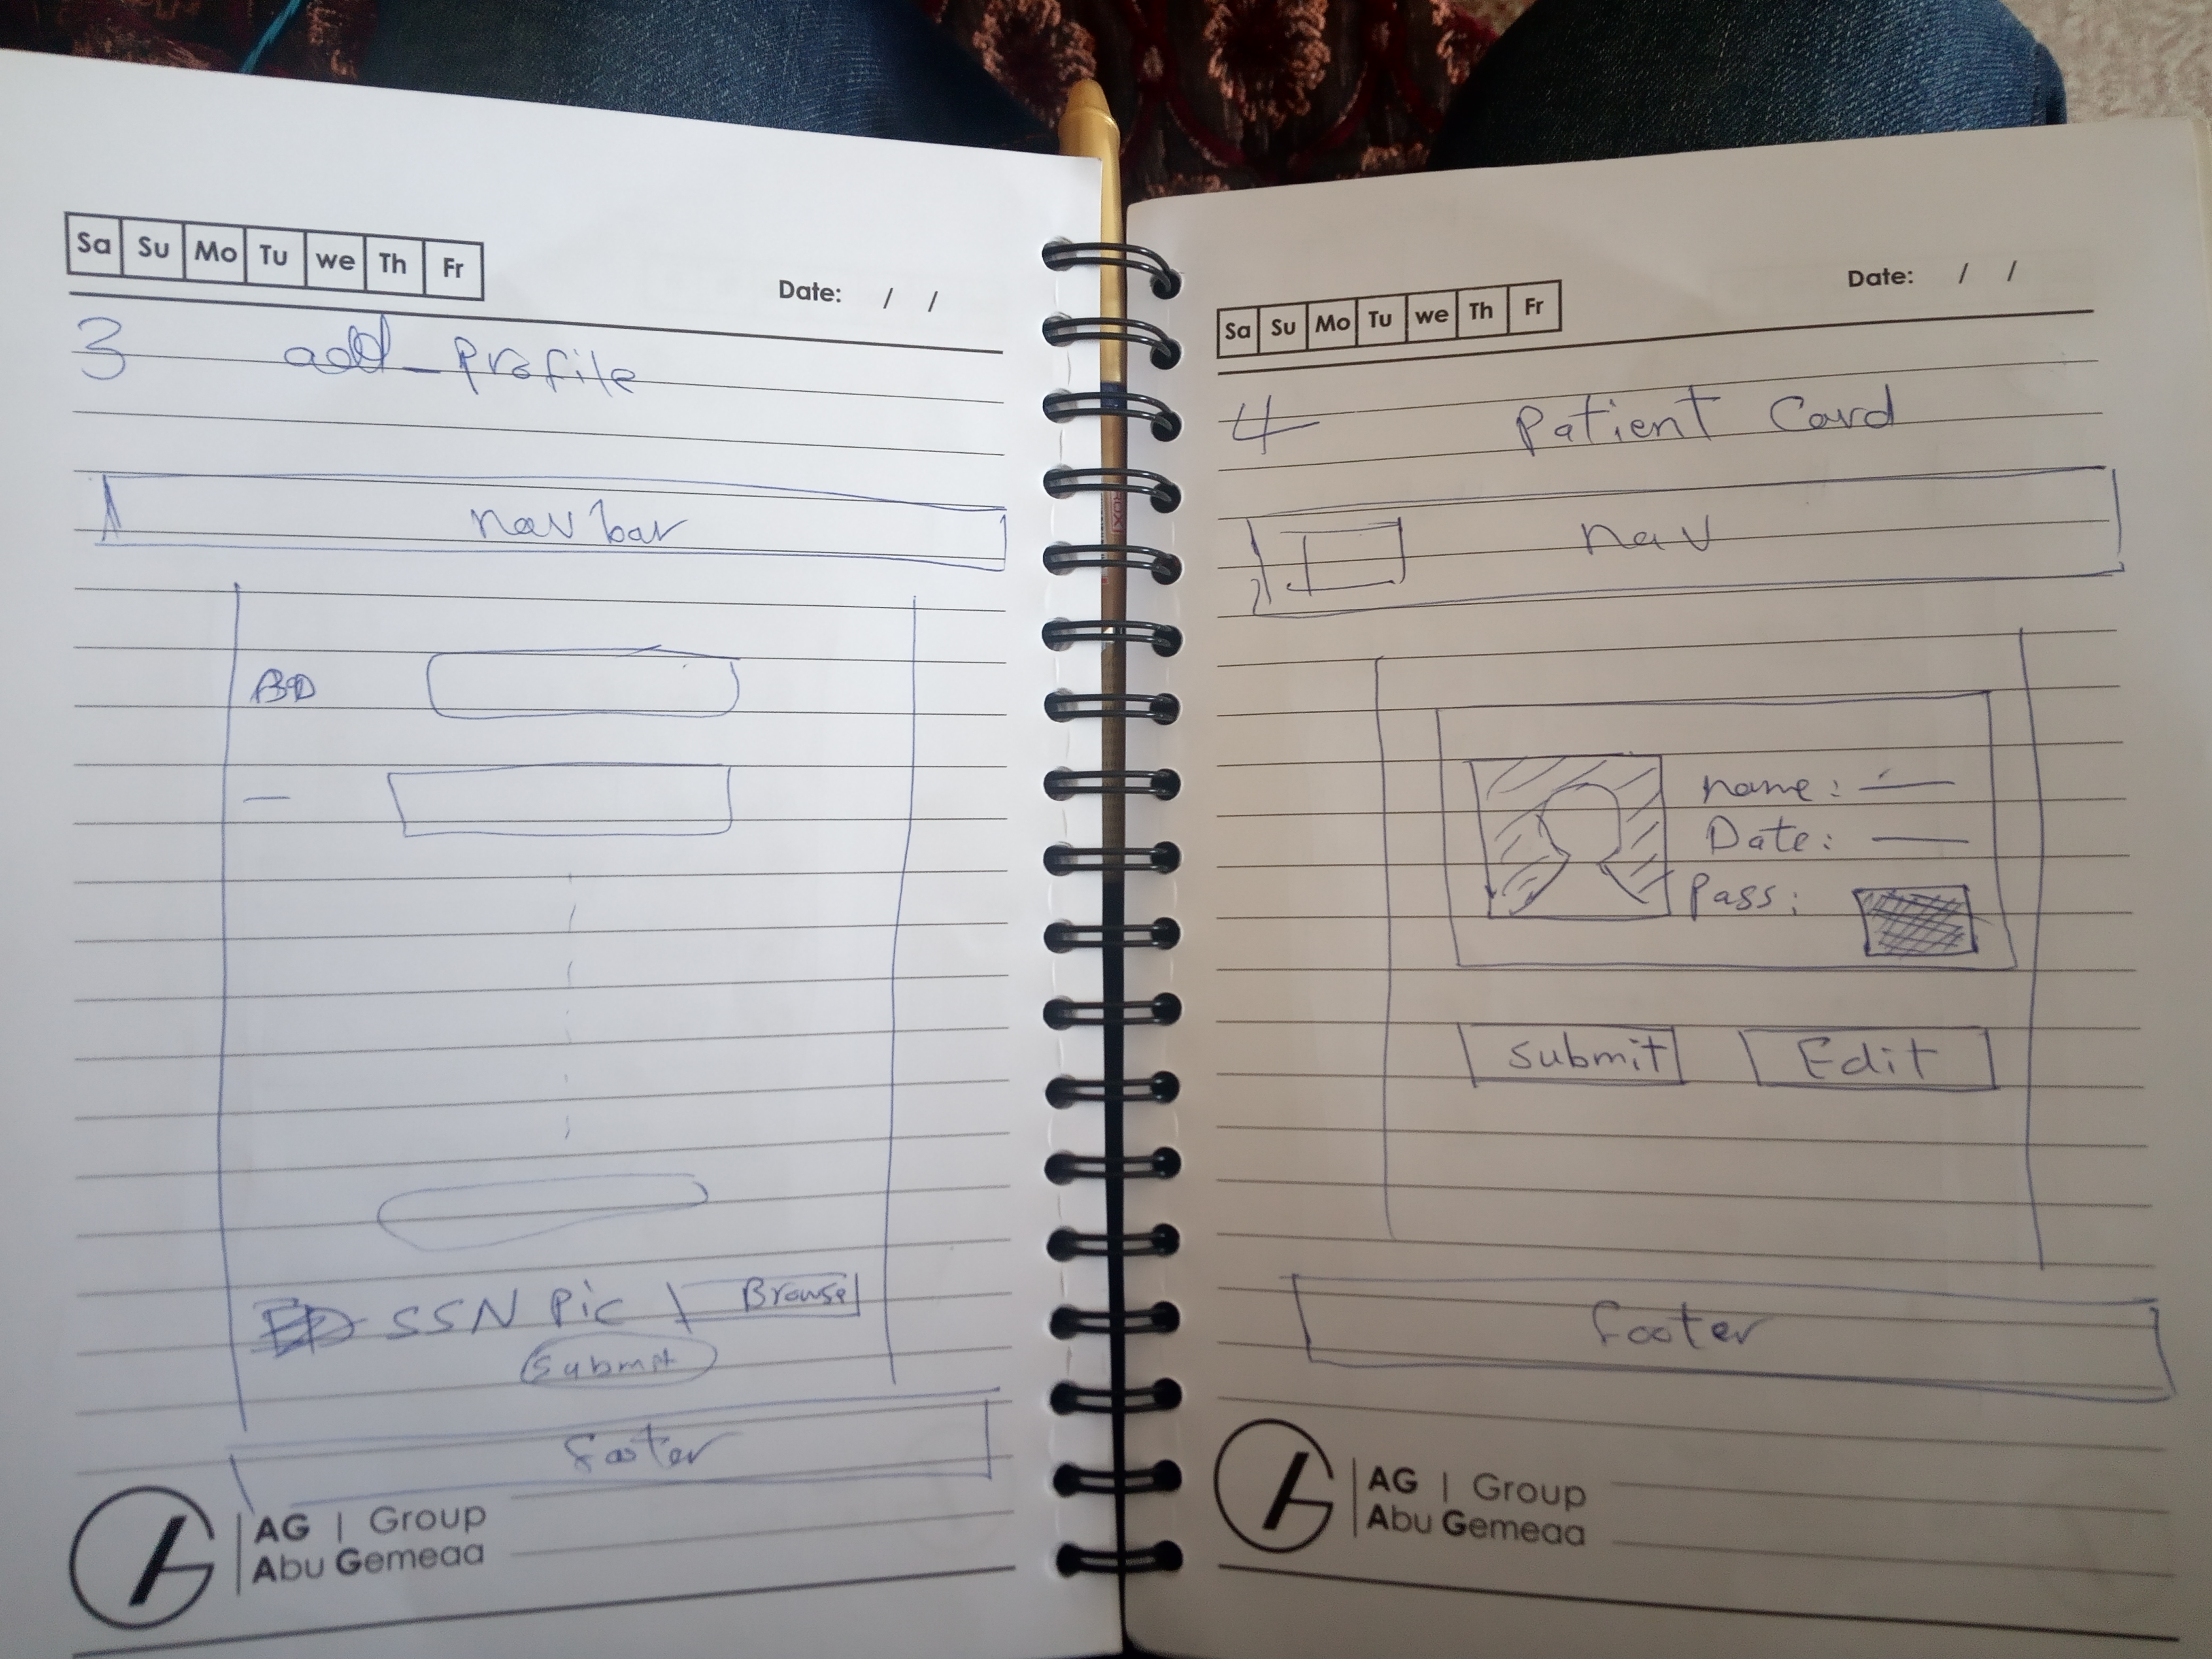 Sa Su Mo Tu we Th Fr
Date: / /
3 add_profile
nav bar
BD
SSN Pic Browse
Submit
footer
AG | Group
Abu Gemeaa
Sa Su Mo Tu we Th Fr
Date: / /
4 Patient Card
nav
name:
Date:
Pass:
Submit Edit
footer
AG | Group
Abu Gemeaa